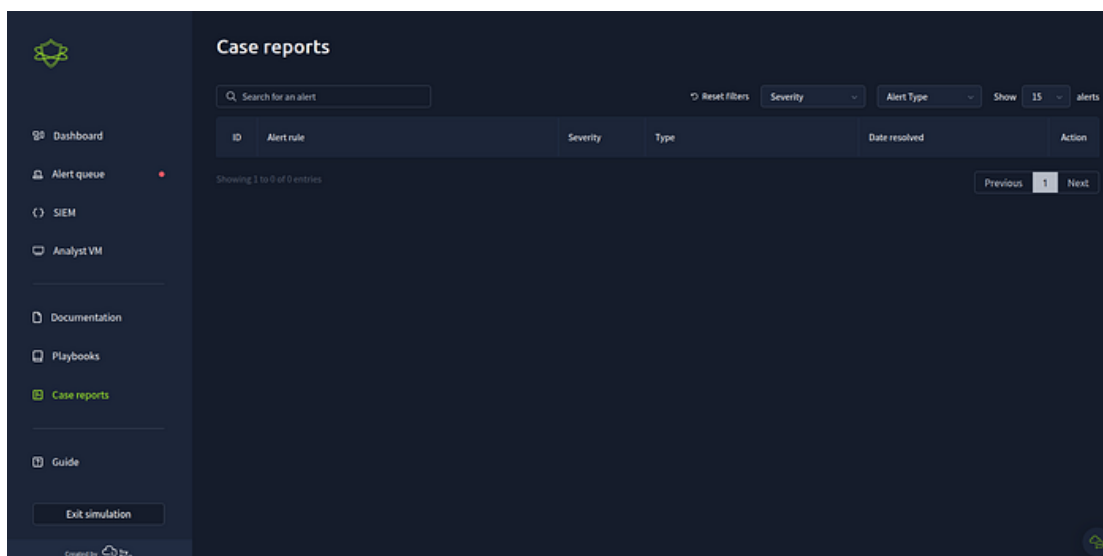 Case reports
Search for an alert
Reset filters
Severity
Alert Type
Show 15 alerts
ID Alert rule Severity Type Date resolved Action
Showing 1 to 0 of 0 entries
Previous 1 Next
Dashboard
Alert queue
SIEM
Analyst VM
Documentation
Playbooks
Case reports
Guide
Exit simulation
Created by